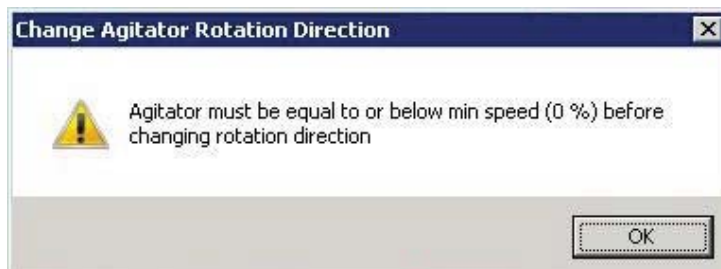 Change Agitator Rotation Direction
Agitator must be equal to or below min speed (0 %) before
changing rotation direction
OK